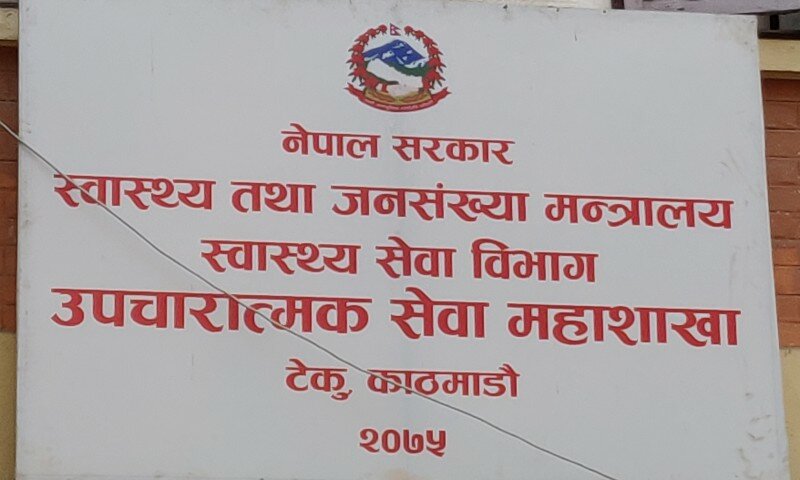 नेपाल सरकार
स्वास्थ्य तथा जनसंख्या मन्त्रालय
स्वास्थ्य सेवा विभाग
उपचारात्मक सेवा महाशाखा
टेकु, काठमाडौ
२०७५